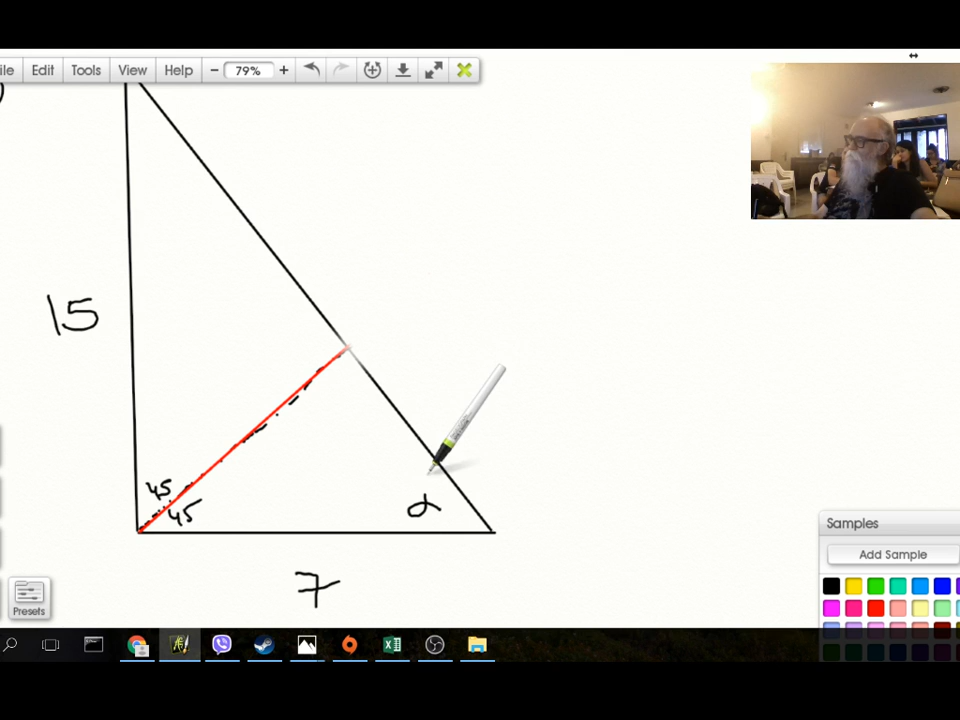 ile Edit Tools View Help − 79% +
15
45
45
α
7
Samples
Add Sample
Presets